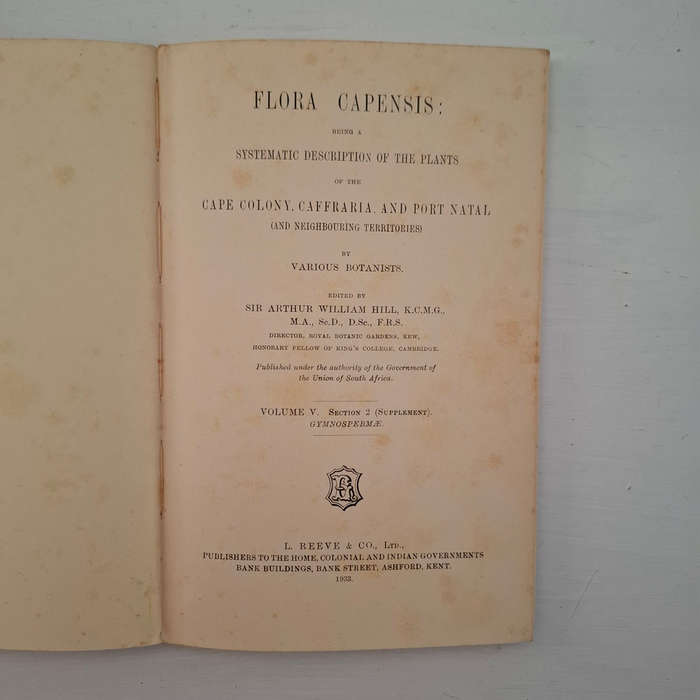 FLORA CAPENSIS;
BEING A
SYSTEMATIC DESCRIPTION OF THE PLANTS
OF THE
CAPE COLONY, CAFFRARIA, AND PORT NATAL
(AND NEIGHBOURING TERRITORIES)
BY
VARIOUS BOTANISTS.
EDITED BY
SIR ARTHUR WILLIAM HILL, K.C.M.G.,
M.A., Sc.D., D.Sc., F.R.S.
DIRECTOR, ROYAL BOTANIC GARDENS, KEW,
HONORARY FELLOW OF KING'S COLLEGE, CAMBRIDGE.
Published under the authority of the Government of
the Union of South Africa.
VOLUME V. SECTION 2 (SUPPLEMENT).
GYMNOSPERMÆ.
L. REEVE & CO., LTD.,
PUBLISHERS TO THE HOME, COLONIAL AND INDIAN GOVERNMENTS
BANK BUILDINGS, BANK STREET, ASHFORD, KENT.
1933.